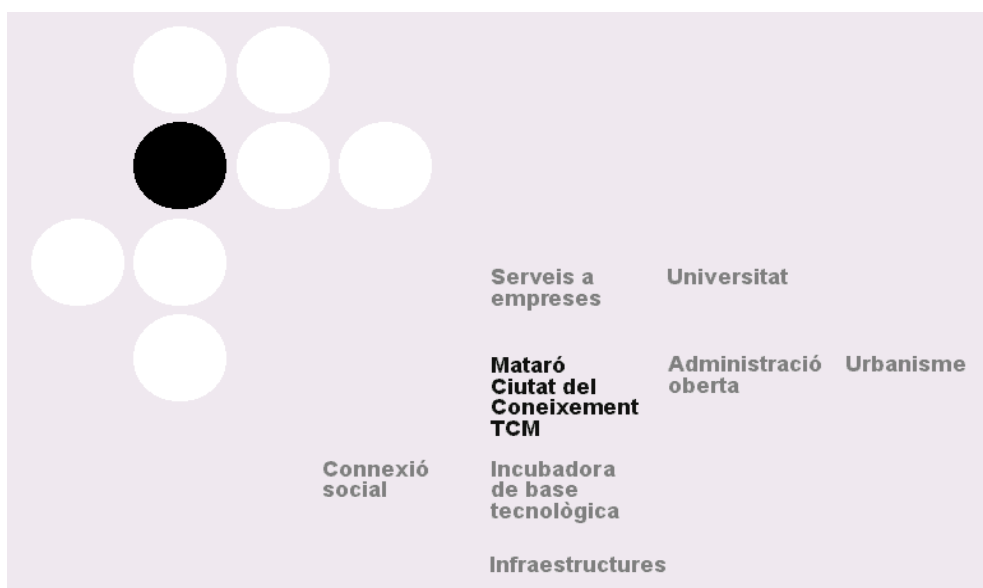 Serveis a
empreses
Universitat
Mataró
Ciutat del
Coneixement
TCM
Administració
oberta
Urbanisme
Connexió
social
Incubadora
de base
tecnològica
Infraestructures